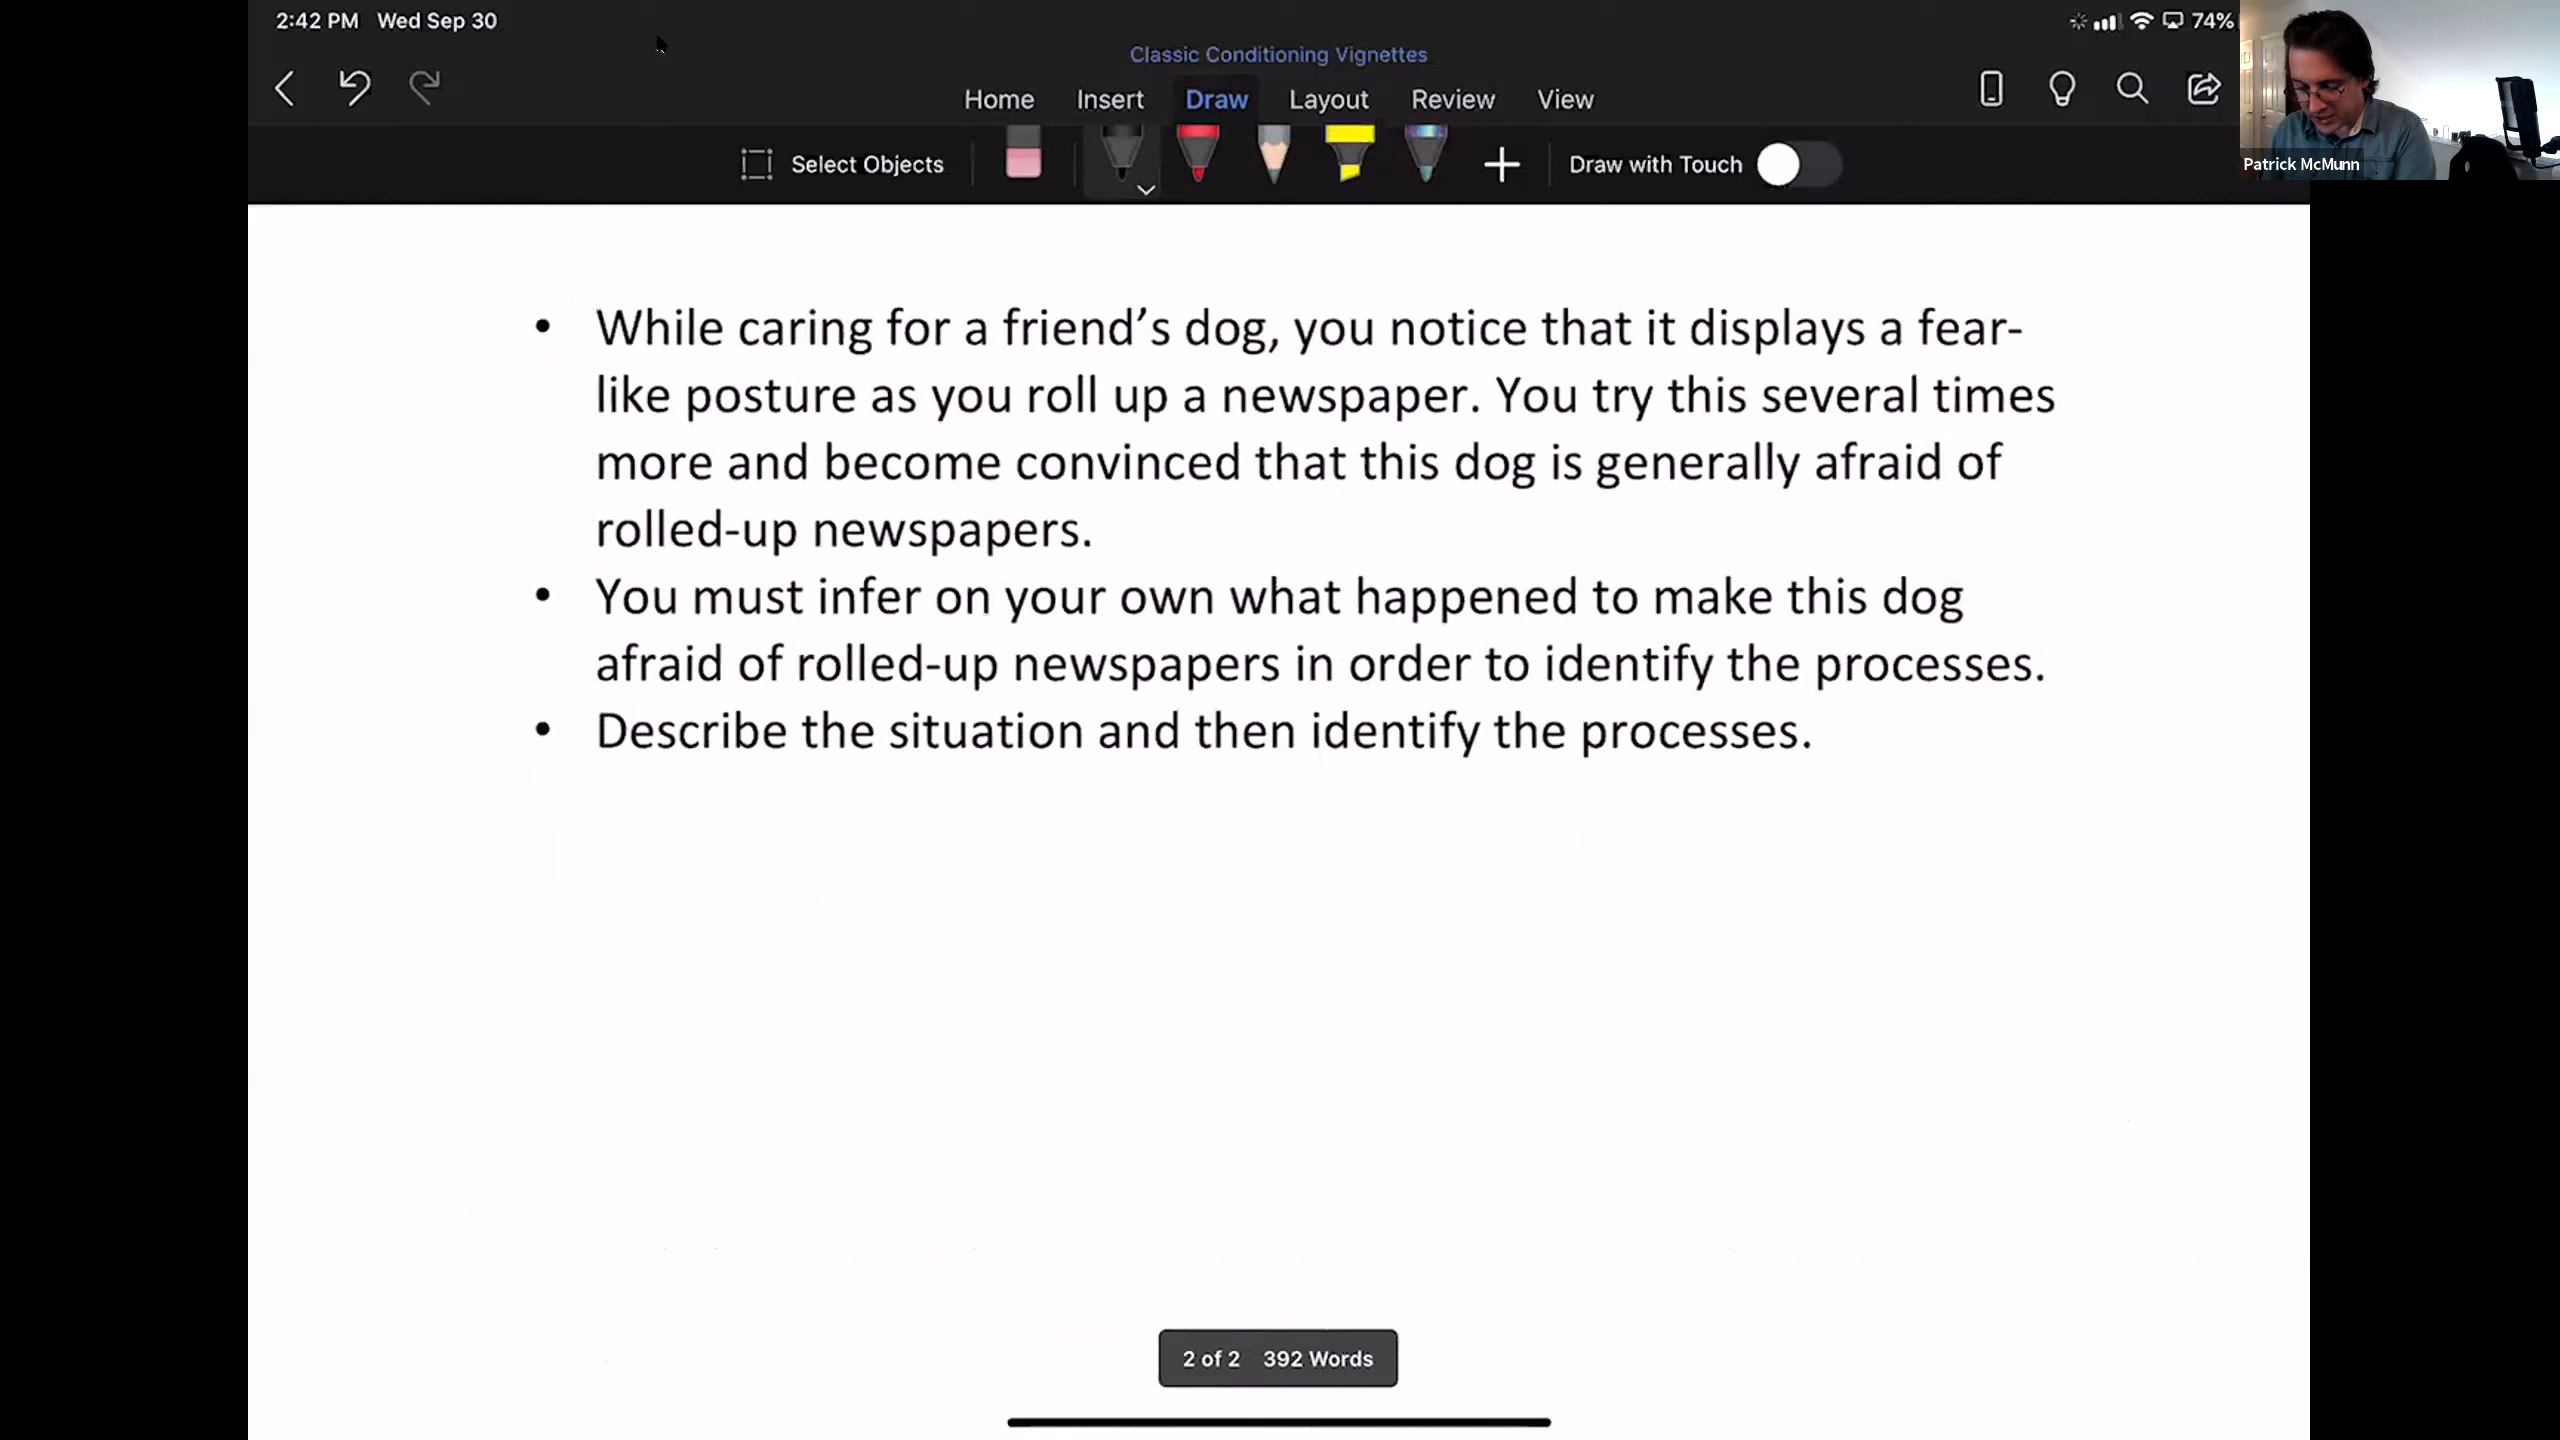 2:42 PM Wed Sep 30
74%
Classic Conditioning Vignettes
Home Insert Draw Layout Review View
Select Objects
Draw with Touch
Patrick McMunn
• While caring for a friend’s dog, you notice that it displays a fear-
like posture as you roll up a newspaper. You try this several times
more and become convinced that this dog is generally afraid of
rolled-up newspapers.
• You must infer on your own what happened to make this dog
afraid of rolled-up newspapers in order to identify the processes.
• Describe the situation and then identify the processes.
2 of 2 392 Words